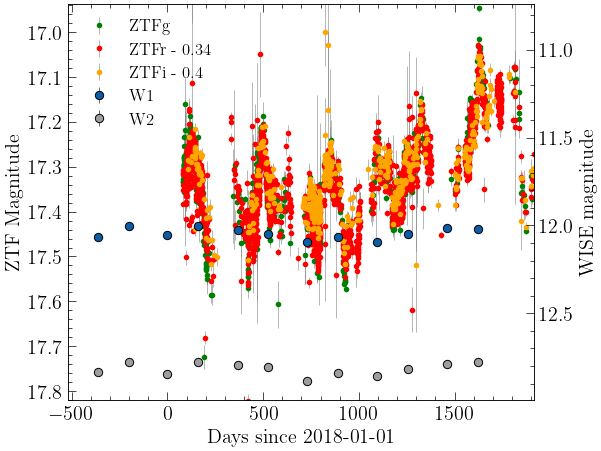 ZTFg
ZTFr - 0.34
ZTFi - 0.4
W1
W2
17.0
17.1
17.2
17.3
17.4
17.5
17.6
17.7
17.8
ZTF Magnitude
11.0
11.5
12.0
12.5
WISE magnitude
−500
0
500
1000
1500
Days since 2018-01-01